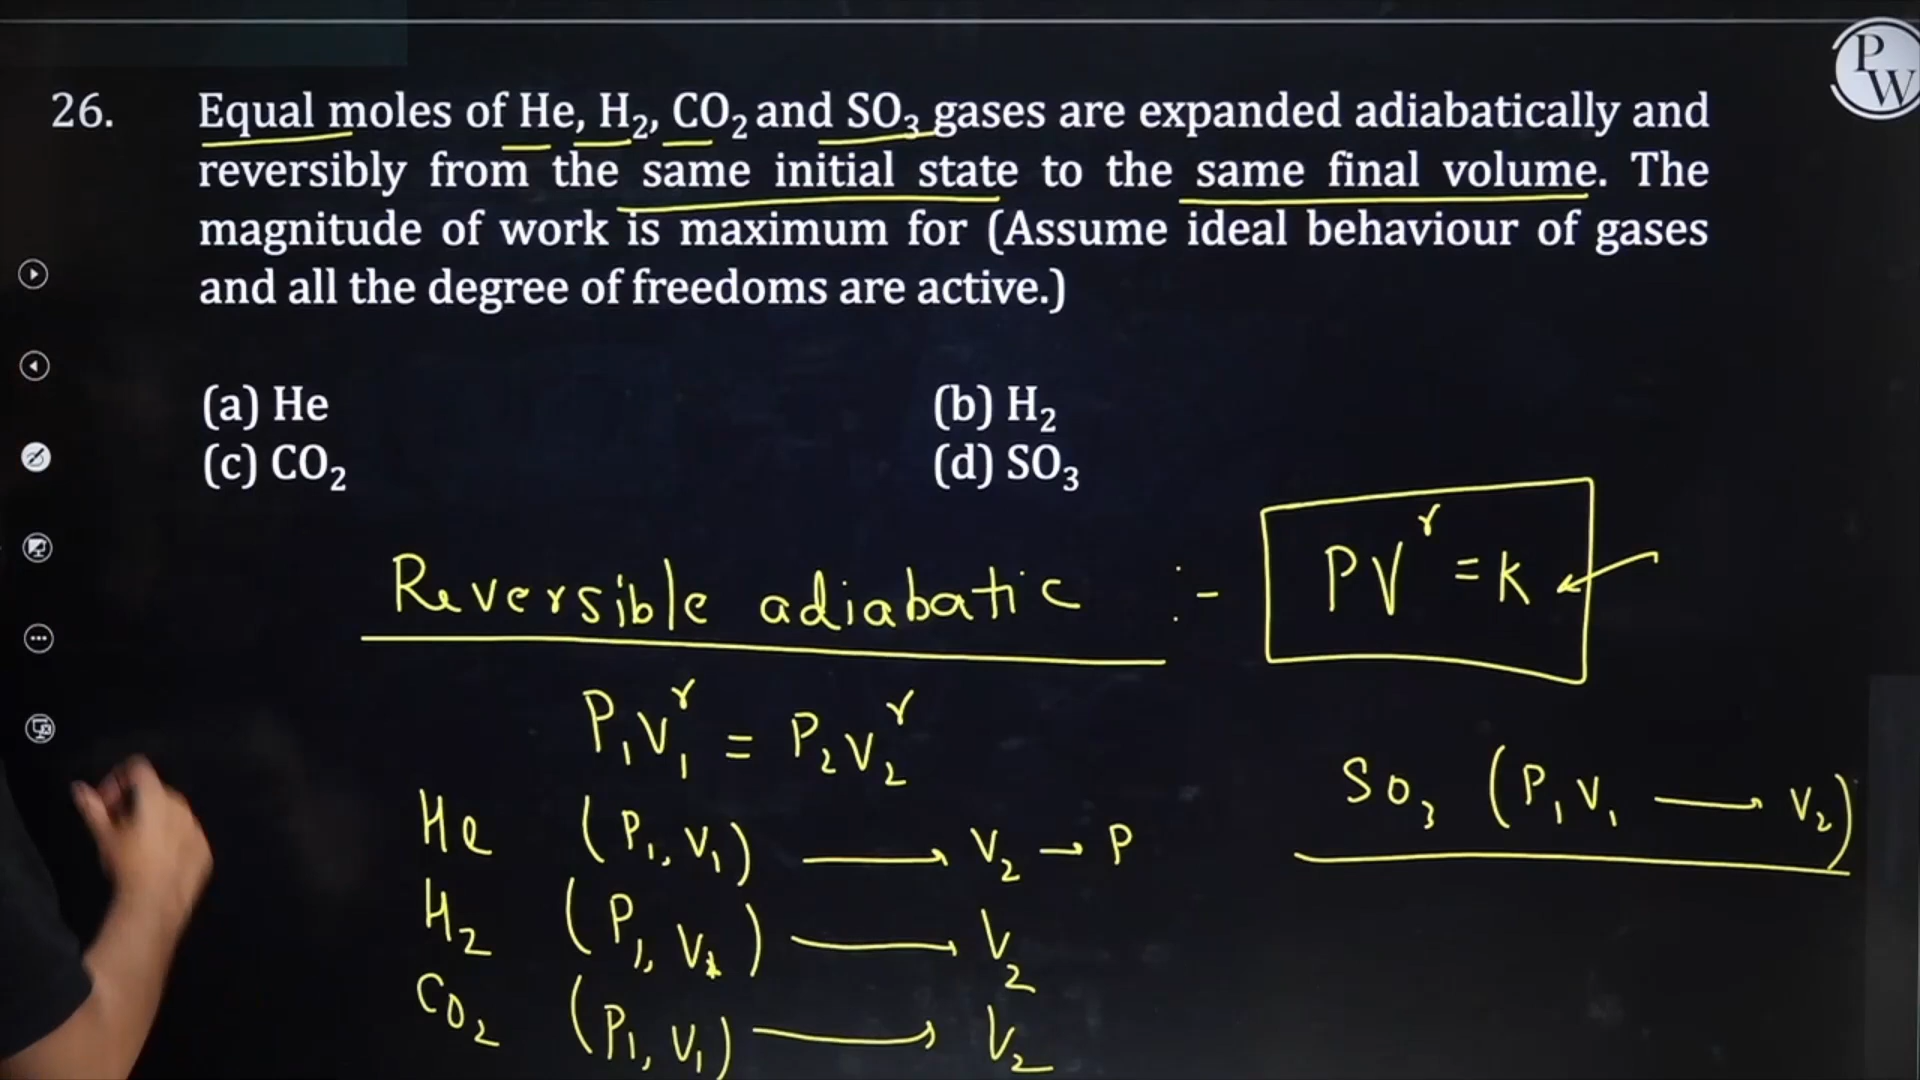 PW
26. Equal moles of He, H₂, CO₂ and SO₃ gases are expanded adiabatically and
reversibly from the same initial state to the same final volume. The
magnitude of work is maximum for (Assume ideal behaviour of gases
and all the degree of freedoms are active.)
(a) He (b) H₂
(c) CO₂ (d) SO₃
Reversible adiabatic :- PV^γ = K
P₁V₁^γ = P₂V₂^γ
SO₃ (P₁V₁ → V₂)
He (P₁, V₁) → V₂ → P
H₂ (P₁, V₁) → V₂
CO₂ (P₁, V₁) → V₂